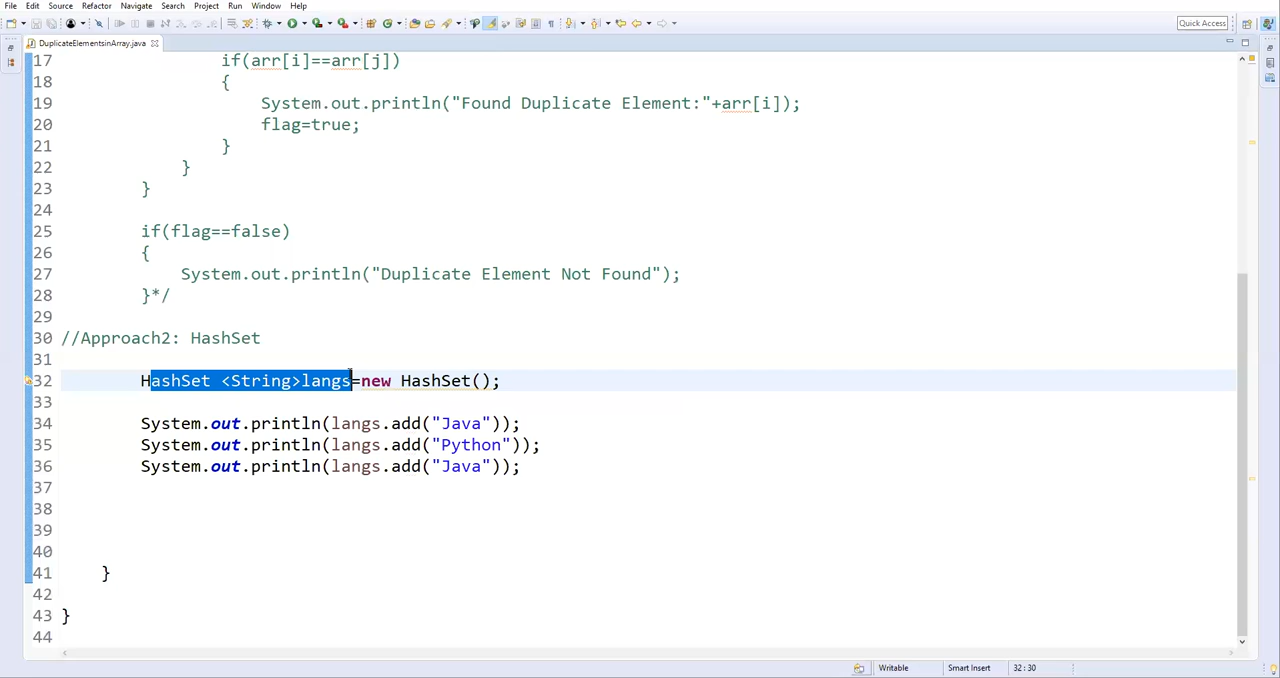 File Edit Source Refactor Navigate Search Project Run Window Help
Quick Access
DuplicateElementsinArray.java
17 if(arr[i]==arr[j])
18 {
19 System.out.println("Found Duplicate Element:"+arr[i]);
20 flag=true;
21 }
22 }
23 }
24
25 if(flag==false)
26 {
27 System.out.println("Duplicate Element Not Found");
28 }*/
29
30 //Approach2: HashSet
31
32 HashSet <String>langs=new HashSet();
33
34 System.out.println(langs.add("Java"));
35 System.out.println(langs.add("Python"));
36 System.out.println(langs.add("Java"));
37
38
39
40
41 }
42
43 }
44
Writable Smart Insert 32:30